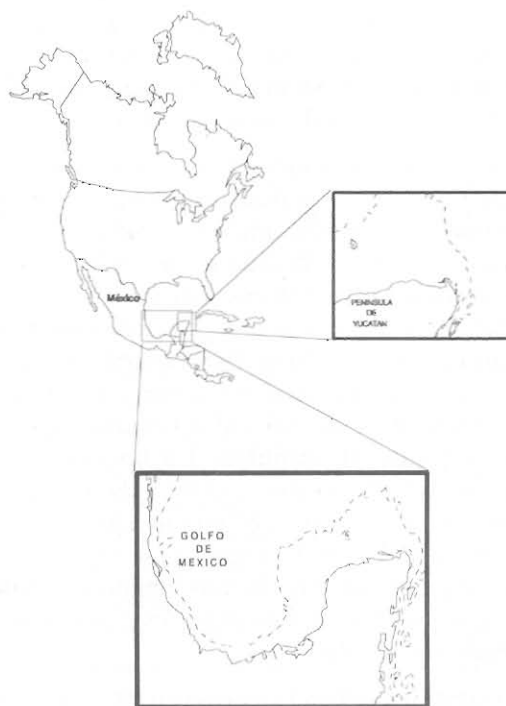 México
PENINSULA
DE
YUCATAN
GOLFO
DE
MEXICO